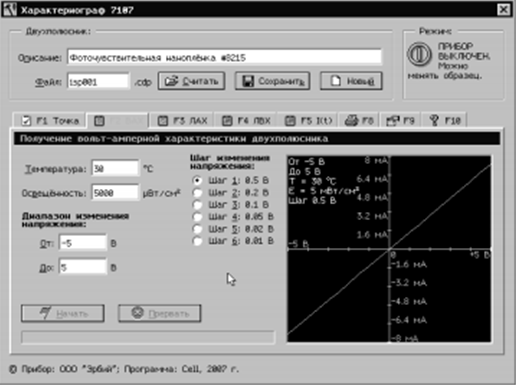 Характериограф 7107
Двухполюсник: Режим:
Описание: Фоточувствительная наноплёнка #8215
ПРИБОР ВЫКЛЮЧЕН. Можно менять образец.
Файл: isp001 .cdp Считать Сохранить Новый
F1 Точка F3 ЛАХ F4 ЛВХ F5 I(t) F8 F9 F10
Получение вольт-амперной характеристики двухполюсника
Температура: 30 °C
Освещённость: 5000 µВт/см²
Диапазон изменения напряжения:
От: -5 В
До: 5 В
Шаг изменения напряжения:
Шаг 1: 0.5 В
Шаг 2: 0.2 В
Шаг 3: 0.1 В
Шаг 4: 0.05 В
Шаг 5: 0.02 В
Шаг 6: 0.01 В
Начать Прервать
От -5 В
До 5 В
T = 30 °C
E = 5 мВт/см²
Шаг 0.5 В
8 мА
6.4 мА
4.8 мА
3.2 мА
1.6 мА
-5 В 0 +5 В
-1.6 мА
-3.2 мА
-4.8 мА
-6.4 мА
-8 мА
© Прибор: ООО "Эрбий"; Программа: Cell, 2007 г.